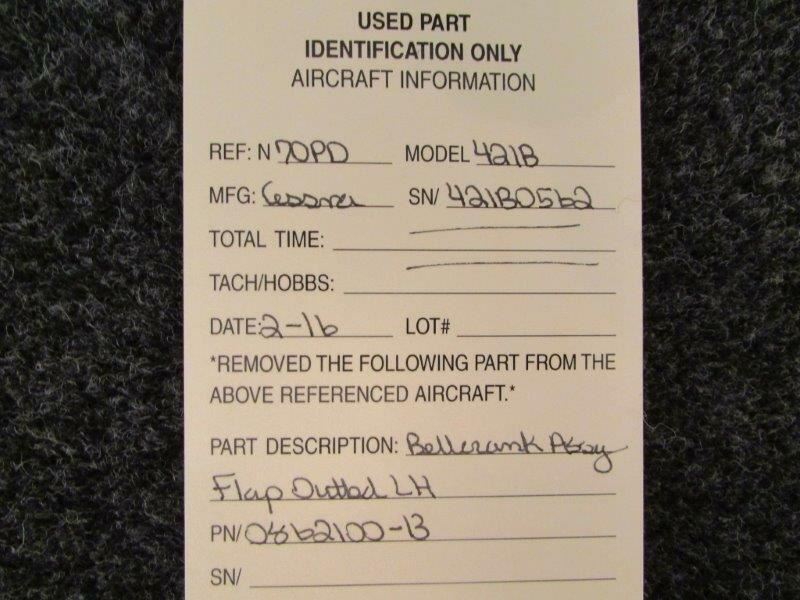 USED PART
IDENTIFICATION ONLY
AIRCRAFT INFORMATION
REF: N 70PD MODEL 421B
MFG: Cessna SN/ 421B0562
TOTAL TIME:
TACH/HOBBS:
DATE: 2-16 LOT#
*REMOVED THE FOLLOWING PART FROM THE
ABOVE REFERENCED AIRCRAFT.*
PART DESCRIPTION: Bellcrank Assy
Flap Outbd LH
PN/ 0862100-13
SN/